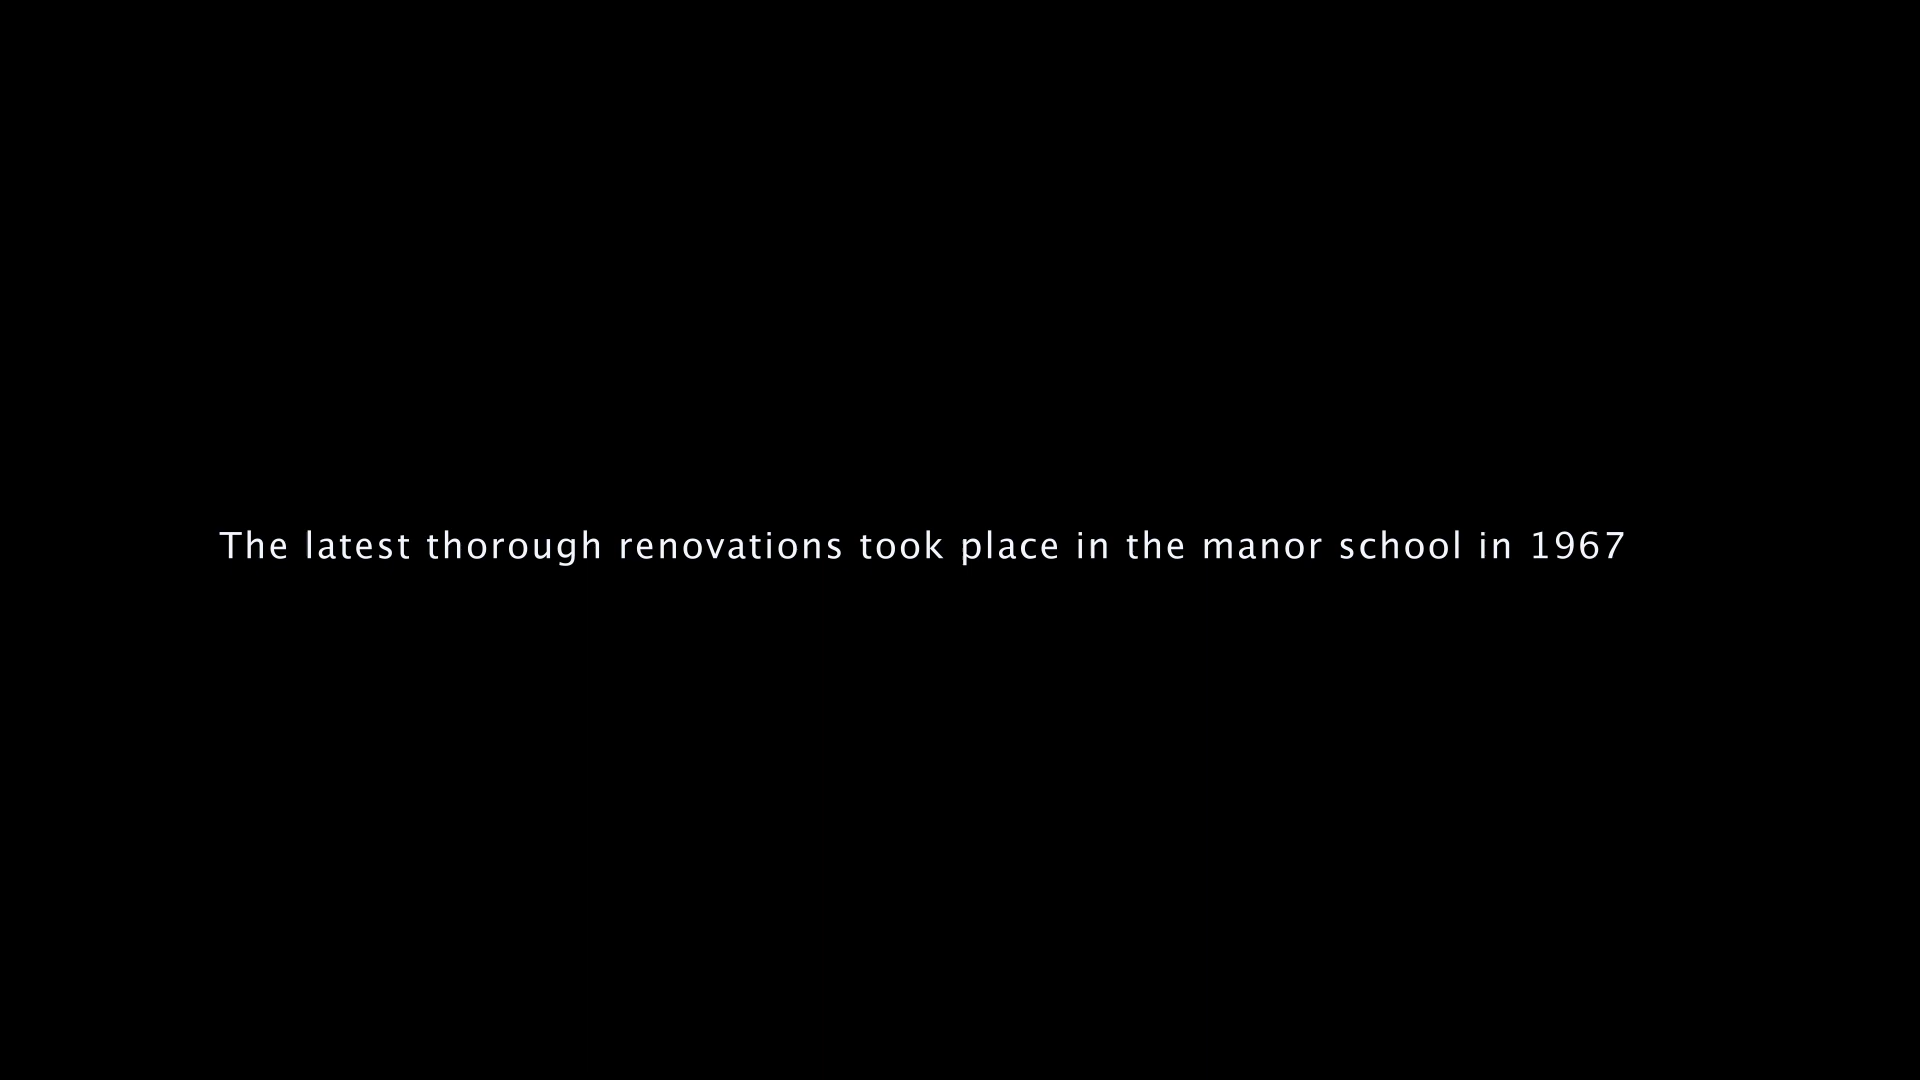 The latest thorough renovations took place in the manor school in 1967